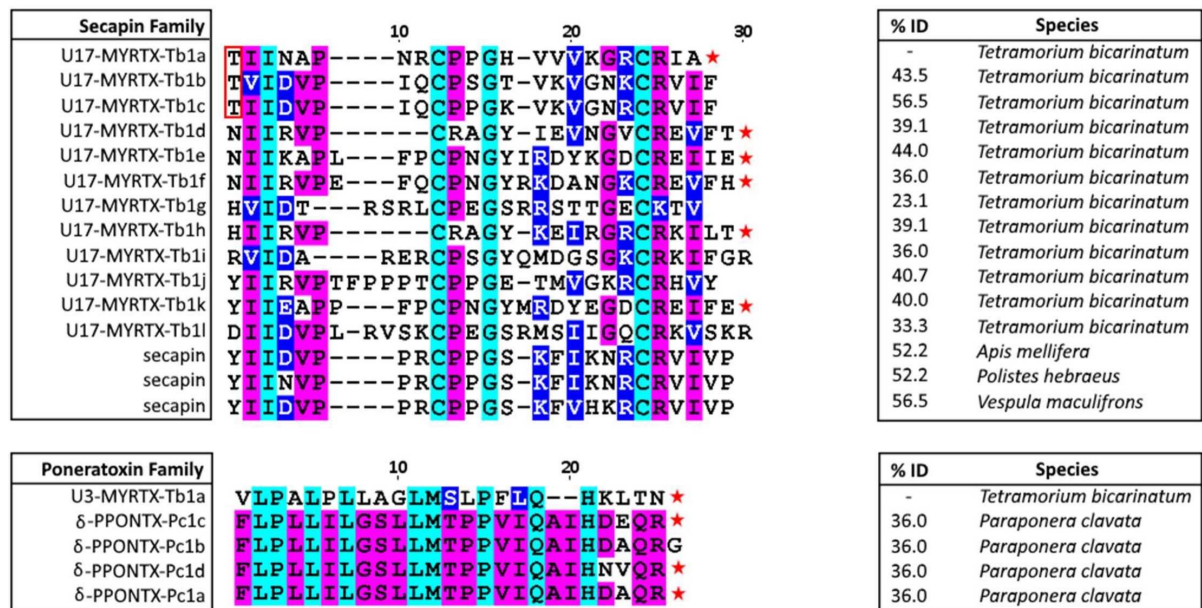 Secapin Family 10 20 30 % ID Species
U17-MYRTX-Tb1a TIINAP----NRCPPGH-VVVKGRCRIA★ - Tetramorium bicarinatum
U17-MYRTX-Tb1b TVIDVP----IQCPSGT-VKVGNKCRVIF 43.5 Tetramorium bicarinatum
U17-MYRTX-Tb1c TIIDVP----IQCPPGK-VKVGNKCRVIF 56.5 Tetramorium bicarinatum
U17-MYRTX-Tb1d NIIRVP------CRAGY-IEVNGVCREVFT★ 39.1 Tetramorium bicarinatum
U17-MYRTX-Tb1e NIIKAPL---FPCPNGYIRDYKGDCREIIE★ 44.0 Tetramorium bicarinatum
U17-MYRTX-Tb1f NIIRVPE---FQCPNGYRKDANGKCREVFH★ 36.0 Tetramorium bicarinatum
U17-MYRTX-Tb1g HVIDT---RSRLCPEGSRRSTTGECKTV 23.1 Tetramorium bicarinatum
U17-MYRTX-Tb1h HIIRVP------CRAGY-KEIRGRCRKILT★ 39.1 Tetramorium bicarinatum
U17-MYRTX-Tb1i RVIDA----RERCPSGYQMDGSGKCRKIFGR 36.0 Tetramorium bicarinatum
U17-MYRTX-Tb1j YIIRVPTFPPPTCPPGE-TMVGKRCRHVY 40.7 Tetramorium bicarinatum
U17-MYRTX-Tb1k YIIEAPP---FPCPNGYMRDYEGDCREIFE★ 40.0 Tetramorium bicarinatum
U17-MYRTX-Tb1l DIIDVPL-RVSKCPEGSRMSIIGQCRKVSKR 33.3 Tetramorium bicarinatum
secapin YIIDVP----PRCPPGS-KFIKNRCRVIVP 52.2 Apis mellifera
secapin YIINVP----PRCPPGS-KFIKNRCRVIVP 52.2 Polistes hebraeus
secapin YIIDVP----PRCPPGS-KFVHKRCRVIVP 56.5 Vespula maculifrons
Poneratoxin Family 10 20 % ID Species
U3-MYRTX-Tb1a VLPALPLLAGLMSLPFLQ--HKLTN★ - Tetramorium bicarinatum
δ-PPONTX-Pc1c FLPLLILGSLLMTPPVIQAIHDEQR★ 36.0 Paraponera clavata
δ-PPONTX-Pc1b FLPLLILGSLLMTPPVIQAIHDAQRG 36.0 Paraponera clavata
δ-PPONTX-Pc1d FLPLLILGSLLMTPPVIQAIHNVQR★ 36.0 Paraponera clavata
δ-PPONTX-Pc1a FLPLLILGSLLMTPPVIQAIHDAQR★ 36.0 Paraponera clavata